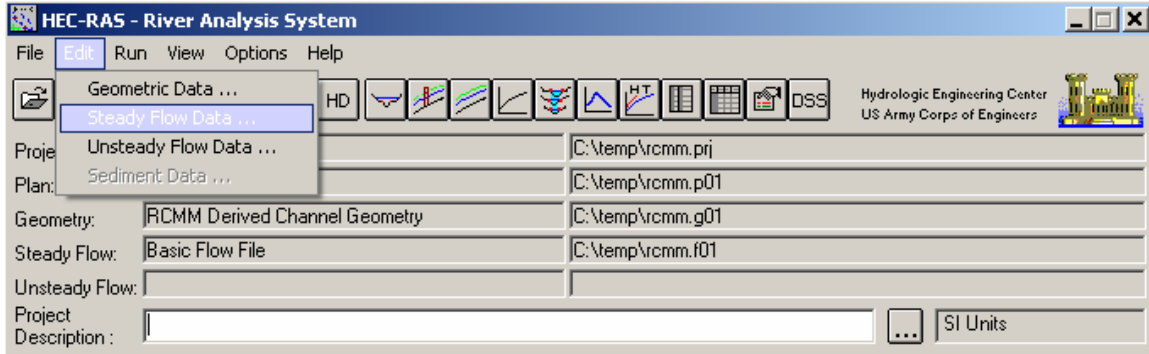 HEC-RAS - River Analysis System
File Edit Run View Options Help
Geometric Data ...
Steady Flow Data ...
Unsteady Flow Data ...
Sediment Data ...
HD
HT
DSS
Hydrologic Engineering Center
US Army Corps of Engineers
Proje C:\temp\rcmm.prj
Plan: C:\temp\rcmm.p01
Geometry: RCMM Derived Channel Geometry C:\temp\rcmm.g01
Steady Flow: Basic Flow File C:\temp\rcmm.f01
Unsteady Flow:
Project
Description :
... SI Units